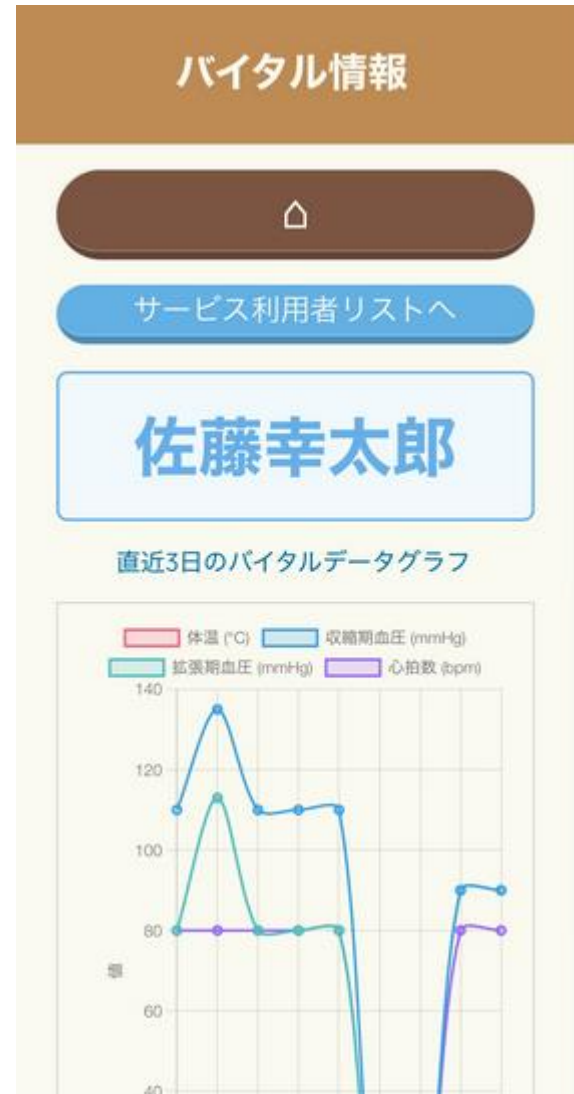 バイタル情報
サービス利用者リストへ
佐藤幸太郎
直近3日のバイタルデータグラフ
体温 (°C) 収縮期血圧 (mmHg)
拡張期血圧 (mmHg) 心拍数 (bpm)
140
120
100
80
値
60
40